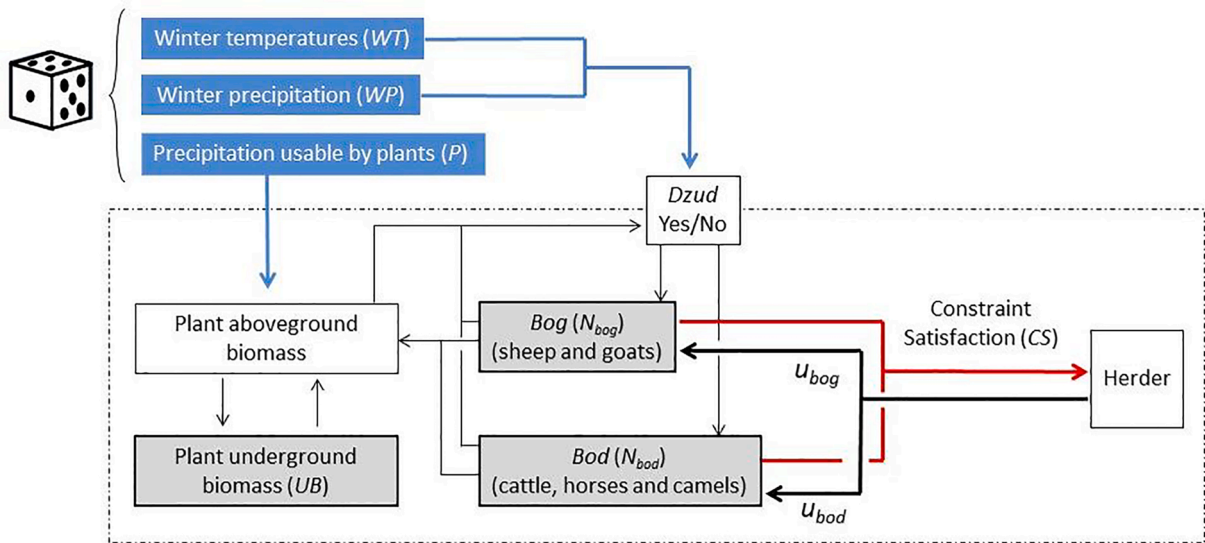 Winter temperatures (WT)
Winter precipitation (WP)
Precipitation usable by plants (P)
Dzud
Yes/No
Plant aboveground
biomass
Bog (Nbog)
(sheep and goats)
Constraint
Satisfaction (CS)
ubog
Herder
Plant underground
biomass (UB)
Bod (Nbod)
(cattle, horses and camels)
ubod